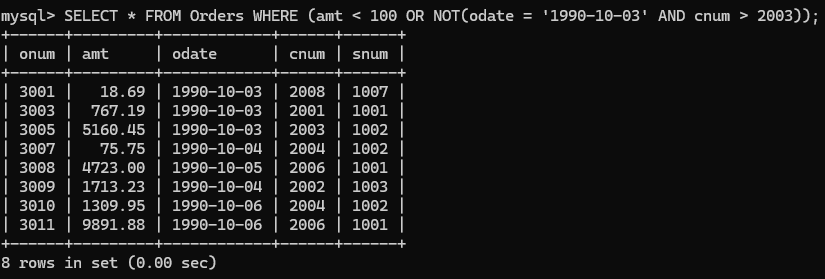 mysql> SELECT * FROM Orders WHERE (amt < 100 OR NOT(odate = '1990-10-03' AND cnum > 2003));
+------+---------+------------+------+------+
| onum | amt     | odate      | cnum | snum |
+------+---------+------------+------+------+
| 3001 |   18.69 | 1990-10-03 | 2008 | 1007 |
| 3003 |  767.19 | 1990-10-03 | 2001 | 1001 |
| 3005 | 5160.45 | 1990-10-03 | 2003 | 1002 |
| 3007 |   75.75 | 1990-10-04 | 2004 | 1002 |
| 3008 | 4723.00 | 1990-10-05 | 2006 | 1001 |
| 3009 | 1713.23 | 1990-10-04 | 2002 | 1003 |
| 3010 | 1309.95 | 1990-10-06 | 2004 | 1002 |
| 3011 | 9891.88 | 1990-10-06 | 2006 | 1001 |
+------+---------+------------+------+------+
8 rows in set (0.00 sec)